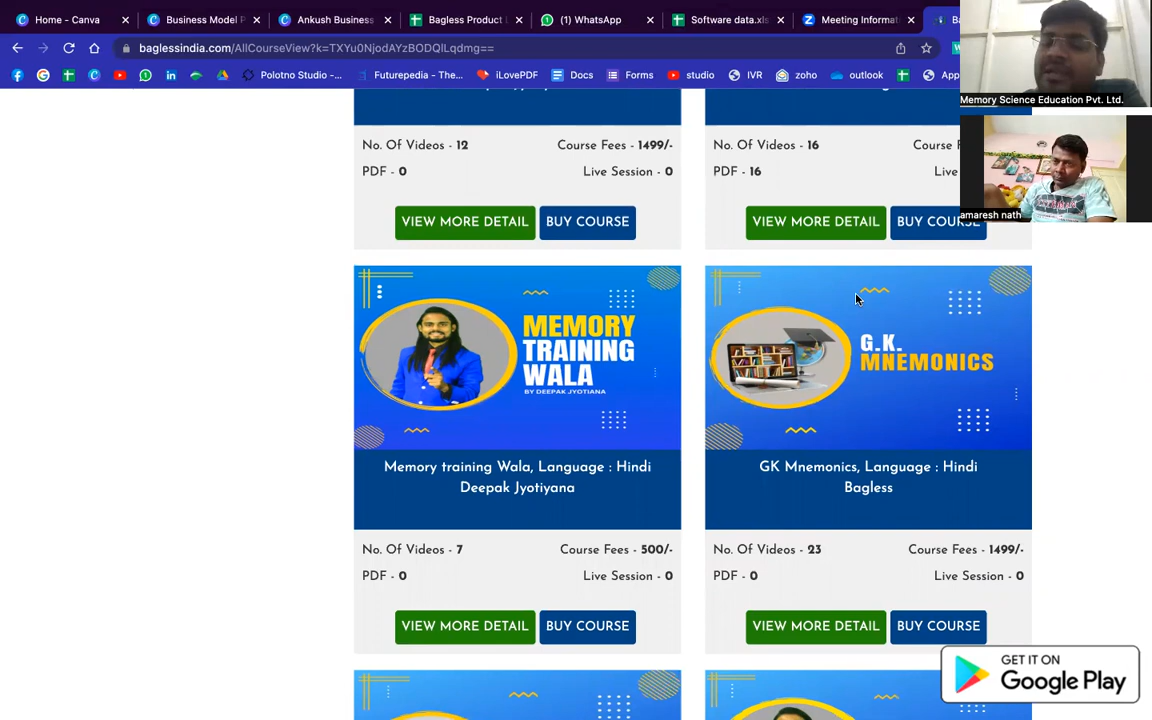 Home - Canva
Business Model P
Ankush Business
Bagless Product L
(1) WhatsApp
Software data.xls
Meeting Informat
Ba
baglessindia.com/AllCourseView?k=TXYu0NjodAYzBODQlLqdmg==
Polotno Studio -...
Futurepedia - The...
iLovePDF
Docs
Forms
studio
IVR
zoho
outlook
App
Memory Science Education Pvt. Ltd.
amaresh nath
No. Of Videos - 12
Course Fees - 1499/-
PDF - 0
Live Session - 0
VIEW MORE DETAIL
BUY COURSE
No. Of Videos - 16
Course F
PDF - 16
Live
VIEW MORE DETAIL
BUY COURSE
MEMORY
TRAINING
WALA
BY DEEPAK JYOTIANA
Memory training Wala, Language : Hindi
Deepak Jyotiyana
No. Of Videos - 7
Course Fees - 500/-
PDF - 0
Live Session - 0
VIEW MORE DETAIL
BUY COURSE
G.K.
MNEMONICS
GK Mnemonics, Language : Hindi
Bagless
No. Of Videos - 23
Course Fees - 1499/-
PDF - 0
Live Session - 0
VIEW MORE DETAIL
BUY COURSE
GET IT ON
Google Play